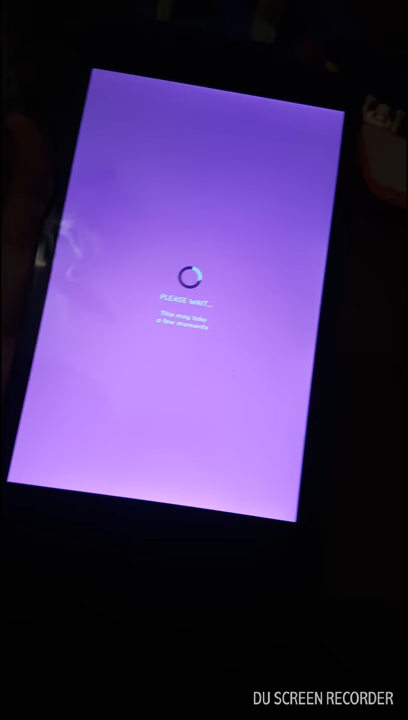 PLEASE WAIT...
This may take
a few moments
DU SCREEN RECORDER